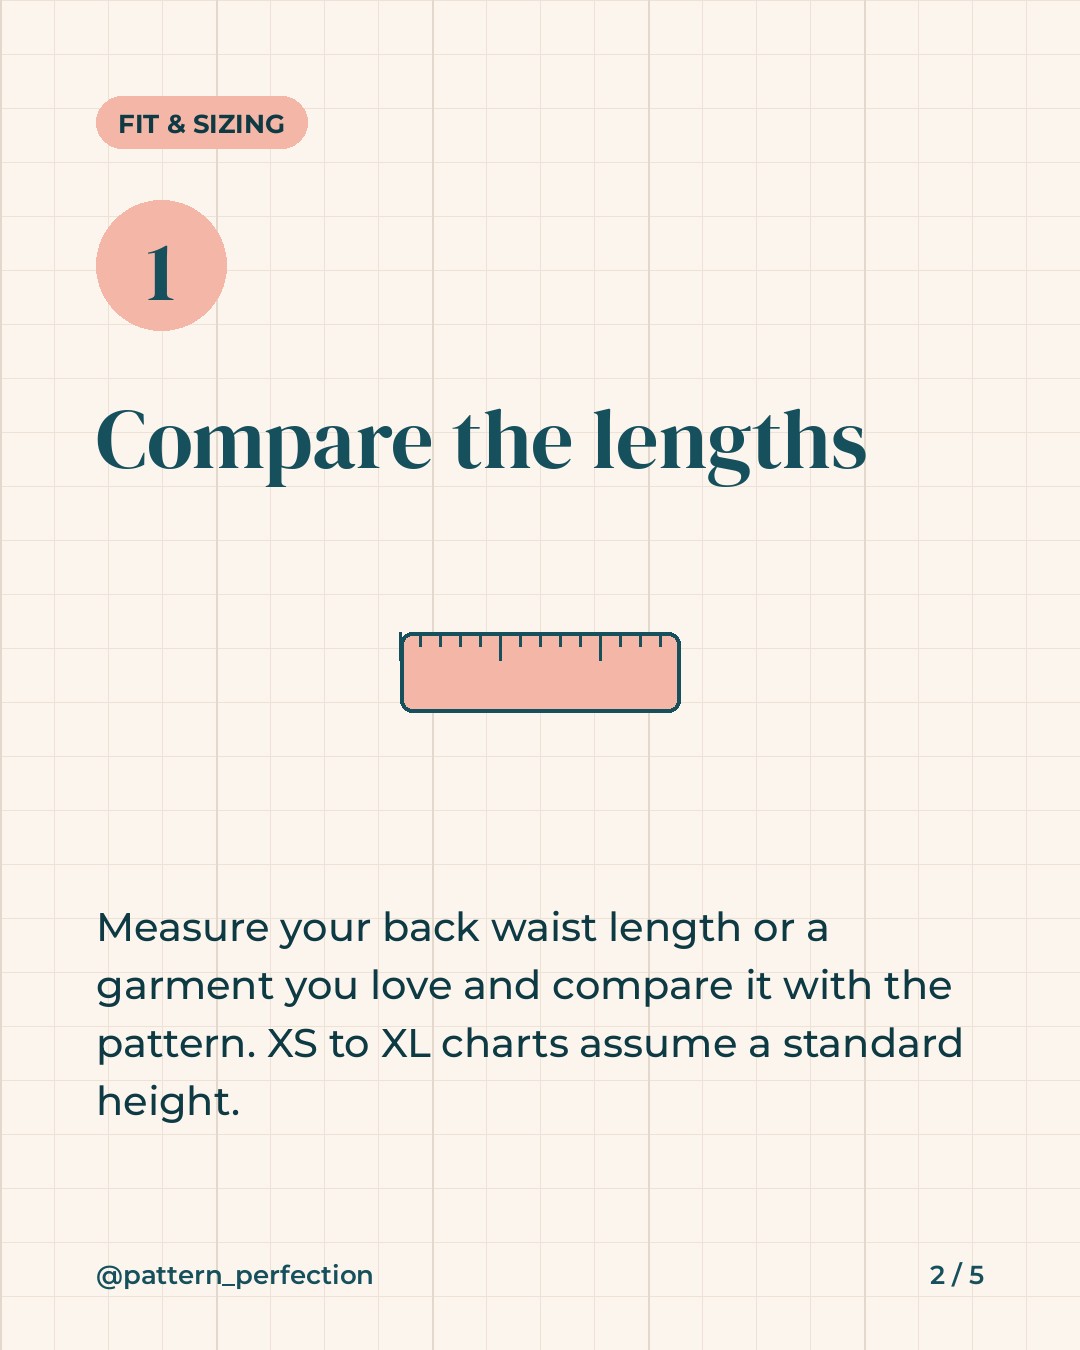 FIT & SIZING
1
Compare the lengths
Measure your back waist length or a
garment you love and compare it with the
pattern. XS to XL charts assume a standard
height.
@pattern_perfection
2 / 5